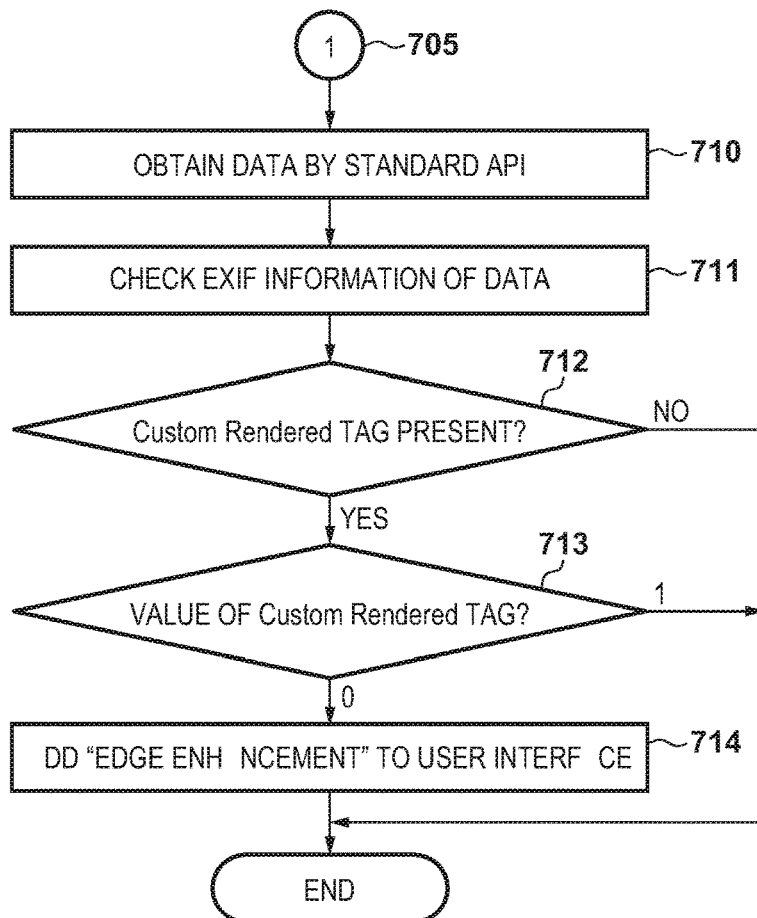 1
705
OBTAIN DATA BY STANDARD API
710
CHECK EXIF INFORMATION OF DATA
711
712
Custom Rendered TAG PRESENT?
NO
YES
713
VALUE OF Custom Rendered TAG?
1
0
DD “EDGE ENH NCEMENT” TO USER INTERF CE
714
END